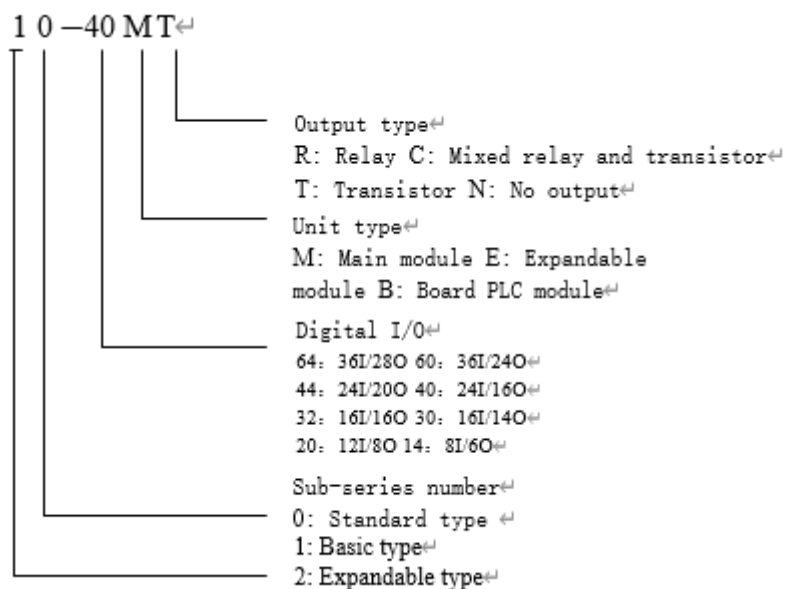 1 0 —40 M T↵
Output type↵
R: Relay C: Mixed relay and transistor↵
T: Transistor N: No output↵
Unit type↵
M: Main module E: Expandable
module B: Board PLC module↵
Digital I/O↵
64: 36I/28O 60: 36I/24O↵
44: 24I/20O 40: 24I/16O↵
32: 16I/16O 30: 16I/14O↵
20: 12I/8O 14: 8I/6O↵
Sub-series number↵
0: Standard type ↵
1: Basic type↵
2: Expandable type↵